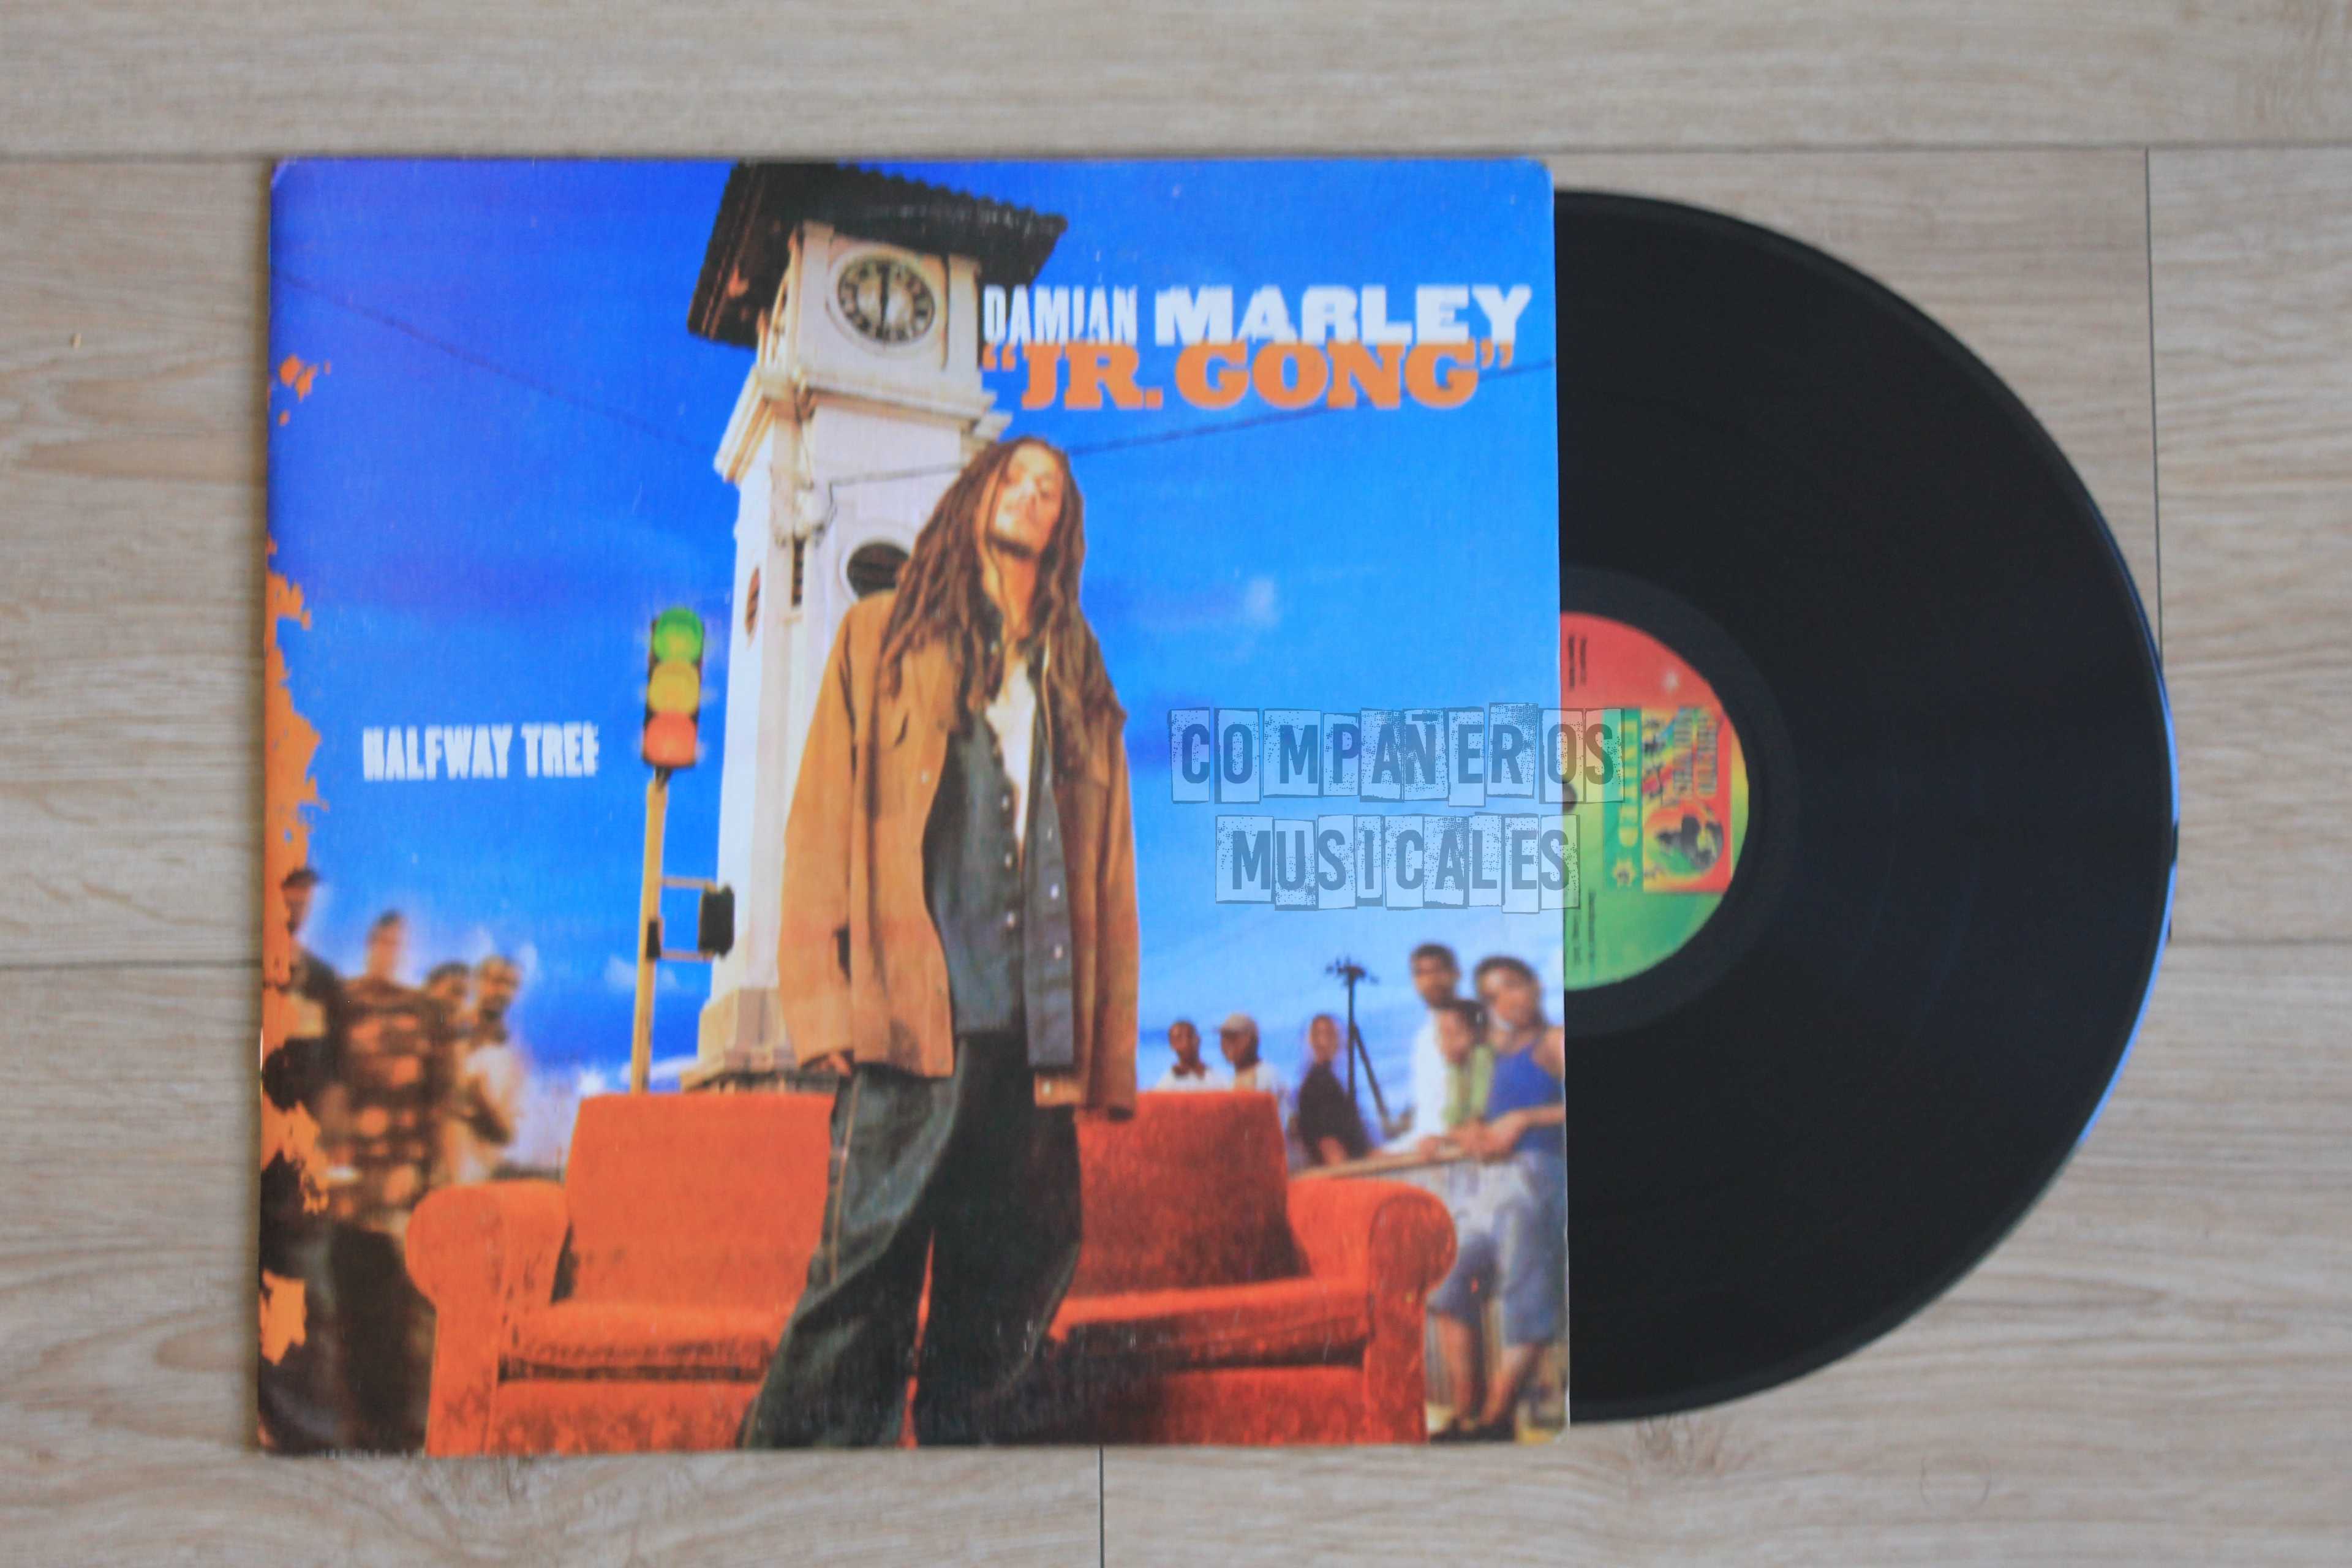 DAMIAN MARLEY
"JR. GONG"
HALFWAY TREE
COMPAÑEROS
MUSICALES